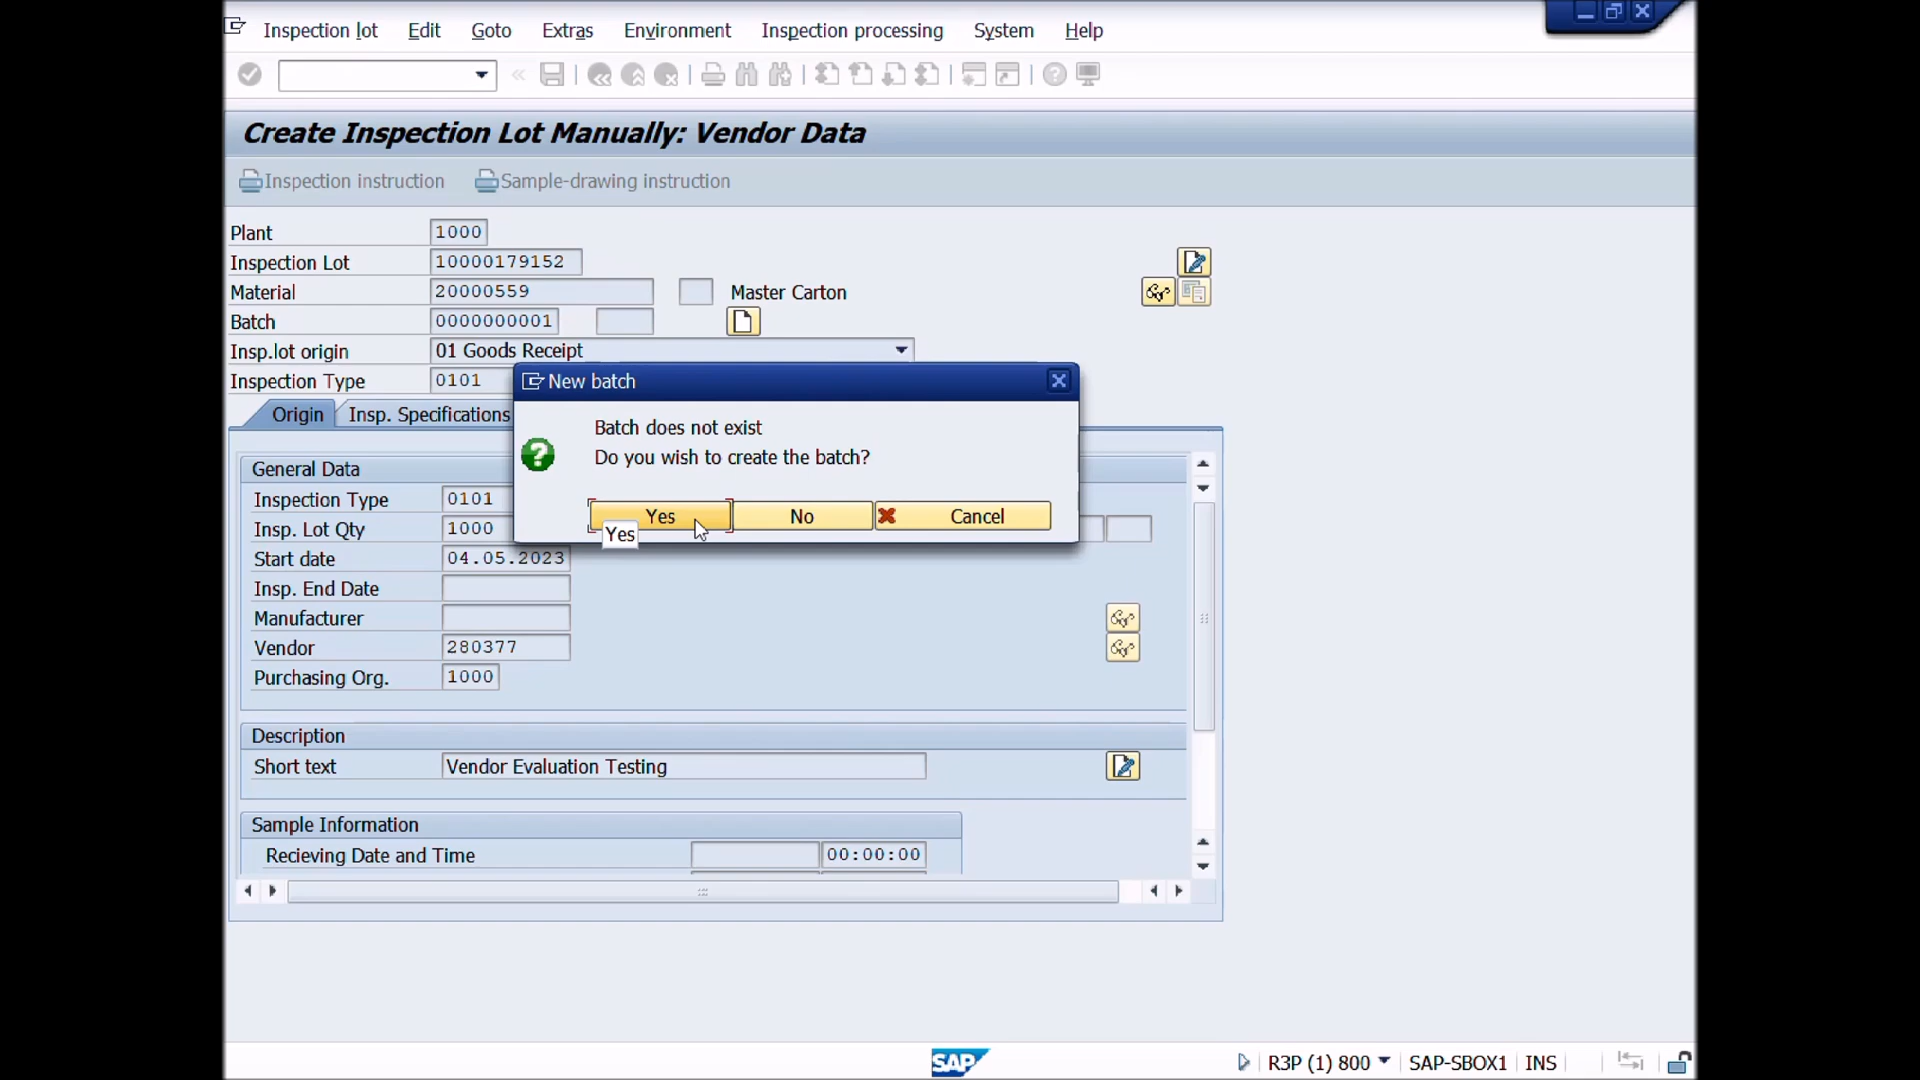 Inspection lot Edit Goto Extras Environment Inspection processing System Help
Create Inspection Lot Manually: Vendor Data
Inspection instruction Sample-drawing instruction
Plant 1000
Inspection Lot 10000179152
Material 20000559 Master Carton
Batch 0000000001
Insp.lot origin 01 Goods Receipt
Inspection Type 0101
New batch
Batch does not exist
Do you wish to create the batch?
Yes No Cancel
Yes
Origin Insp. Specifications
General Data
Inspection Type 0101
Insp. Lot Qty 1000
Start date 04.05.2023
Insp. End Date
Manufacturer
Vendor 280377
Purchasing Org. 1000
Description
Short text Vendor Evaluation Testing
Sample Information
Recieving Date and Time 00:00:00
SAP R3P (1) 800 SAP-SBOX1 INS